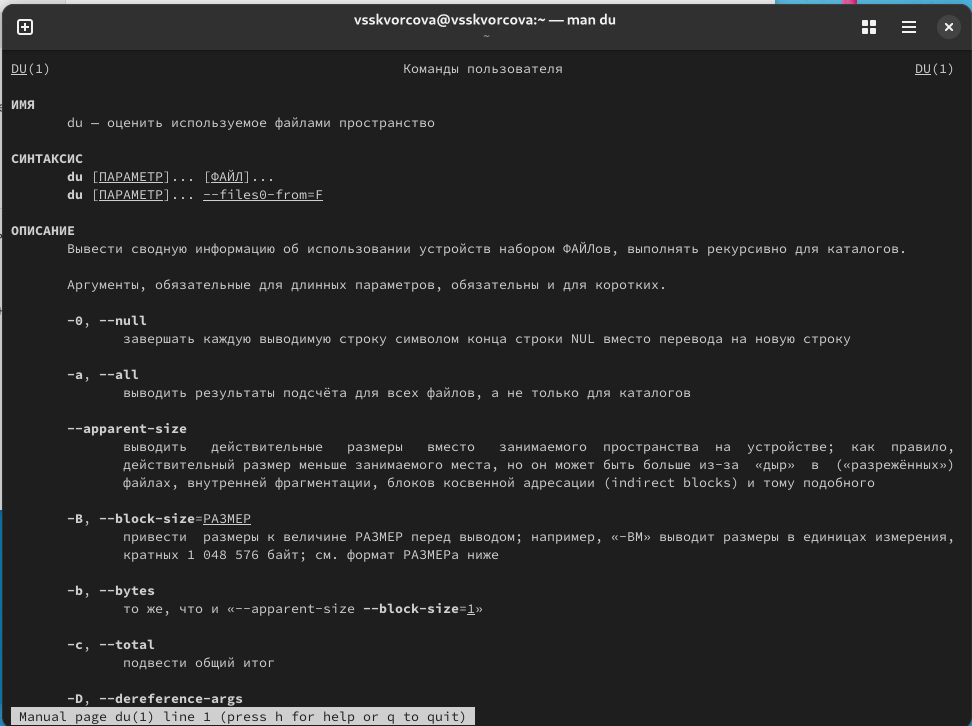 vsskvorcova@vsskvorcova:~ — man du
~
DU(1) Команды пользователя DU(1)
ИМЯ
du — оценить используемое файлами пространство
СИНТАКСИС
du [ПАРАМЕТР]... [ФАЙЛ]...
du [ПАРАМЕТР]... --files0-from=F
ОПИСАНИЕ
Вывести сводную информацию об использовании устройств набором ФАЙЛов, выполнять рекурсивно для каталогов.
Аргументы, обязательные для длинных параметров, обязательны и для коротких.
-0, --null
завершать каждую выводимую строку символом конца строки NUL вместо перевода на новую строку
-a, --all
выводить результаты подсчёта для всех файлов, а не только для каталогов
--apparent-size
выводить действительные размеры вместо занимаемого пространства на устройстве; как правило,
действительный размер меньше занимаемого места, но он может быть больше из-за «дыр» в («разрежённых»)
файлах, внутренней фрагментации, блоков косвенной адресации (indirect blocks) и тому подобного
-B, --block-size=РАЗМЕР
привести размеры к величине РАЗМЕР перед выводом; например, «-BM» выводит размеры в единицах измерения,
кратных 1 048 576 байт; см. формат РАЗМЕРа ниже
-b, --bytes
то же, что и «--apparent-size --block-size=1»
-c, --total
подвести общий итог
-D, --dereference-args
Manual page du(1) line 1 (press h for help or q to quit)